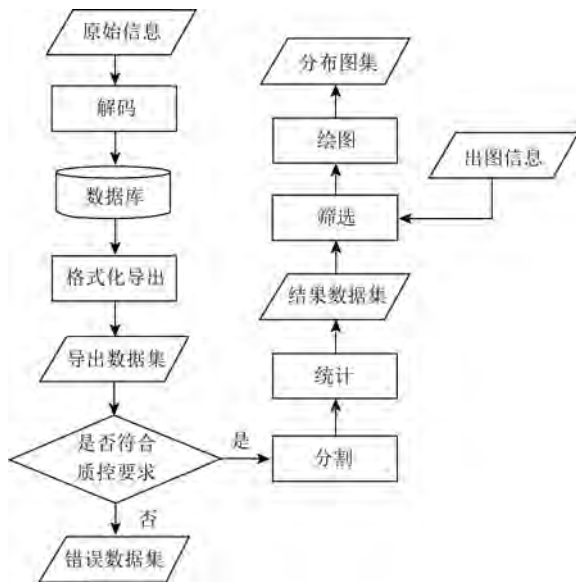 原始信息
解码
数据库
格式化导出
导出数据集
是否符合
质控要求
是
否
错误数据集
分布图集
绘图
出图信息
筛选
结果数据集
统计
分割